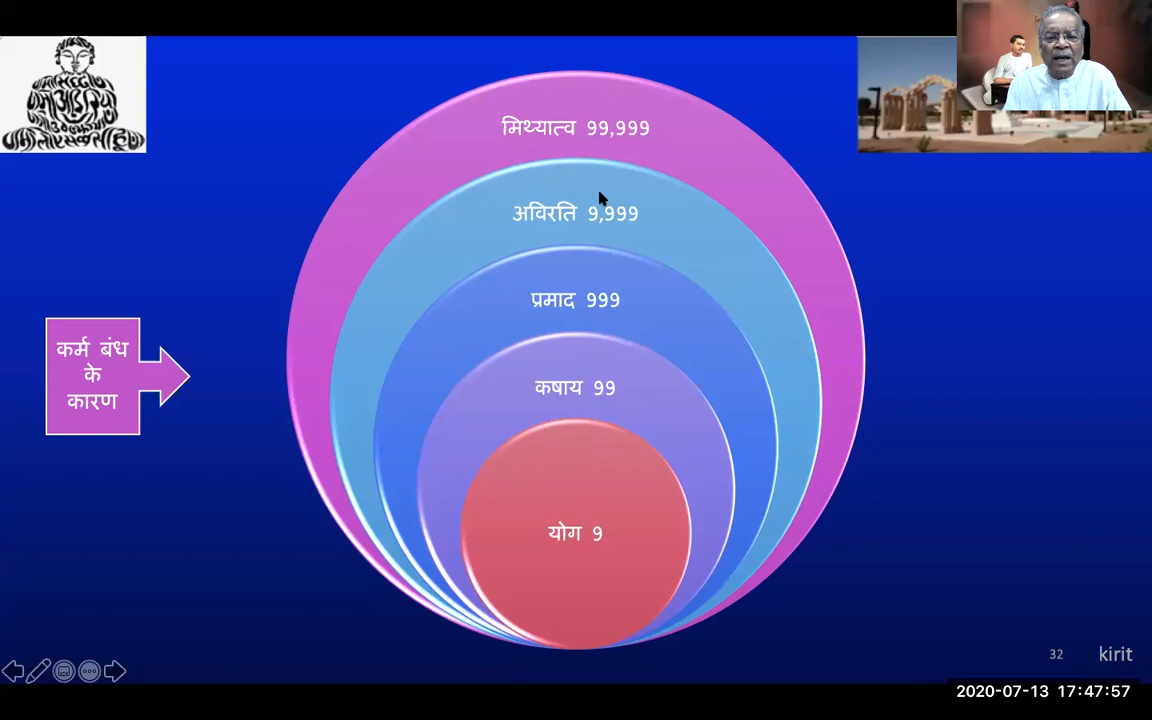 मिथ्यात्व 99,999
अविरति 9,999
प्रमाद 999
कषाय 99
योग 9
कर्म बंध
के
कारण
32
kirit
2020-07-13 17:47:57